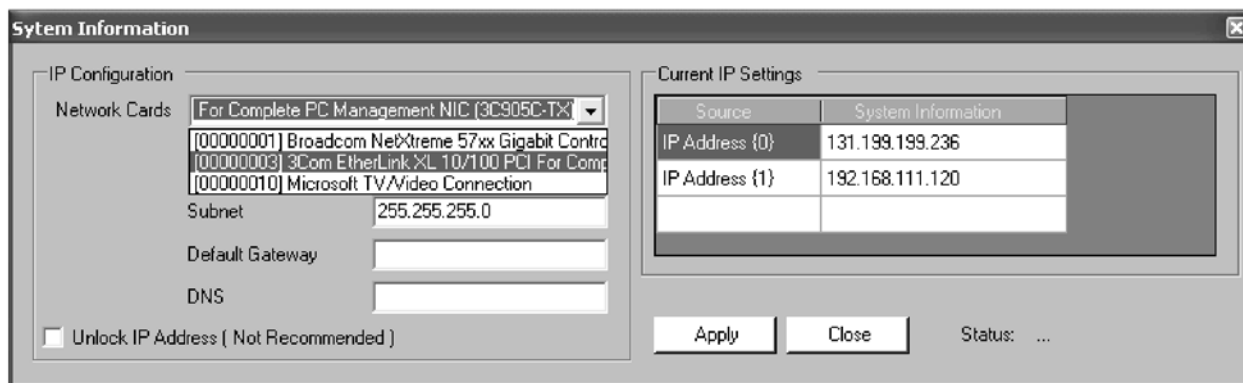 Sytem Information
IP Configuration
Network Cards
For Complete PC Management NIC (3C905C-TX)
[00000001] Broadcom NetXtreme 57xx Gigabit Contro
[00000003] 3Com EtherLink XL 10/100 PCI For Comp
[00000010] Microsoft TV/Video Connection
Subnet
255.255.255.0
Default Gateway
DNS
Unlock IP Address ( Not Recommended )
Current IP Settings
Source System Information
IP Address {0} 131.199.199.236
IP Address {1} 192.168.111.120
Apply
Close
Status: ...